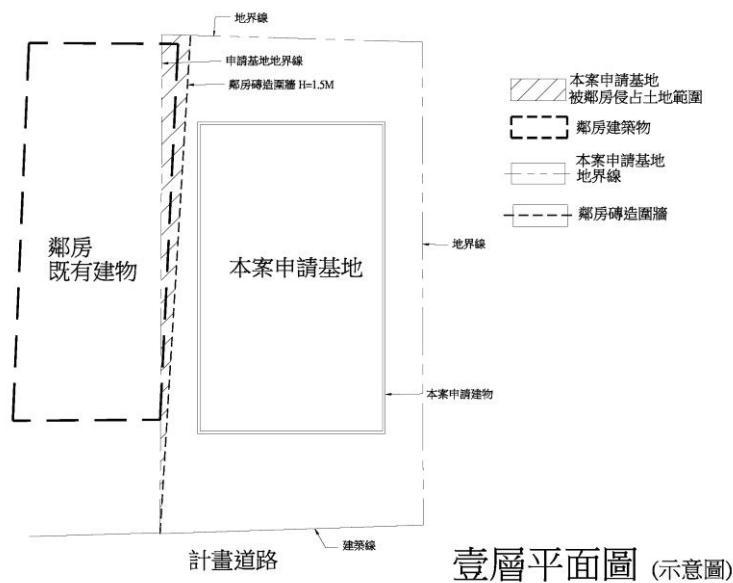 地界線
申請基地地界線
鄰房磚造圍牆 H=1.5M
鄰房
既有建物
本案申請基地
地界線
本案申請建物
建築線
計畫道路
本案申請基地
被鄰房侵占土地範圍
鄰房建築物
本案申請基地
地界線
鄰房磚造圍牆
壹層平面圖 (示意圖)